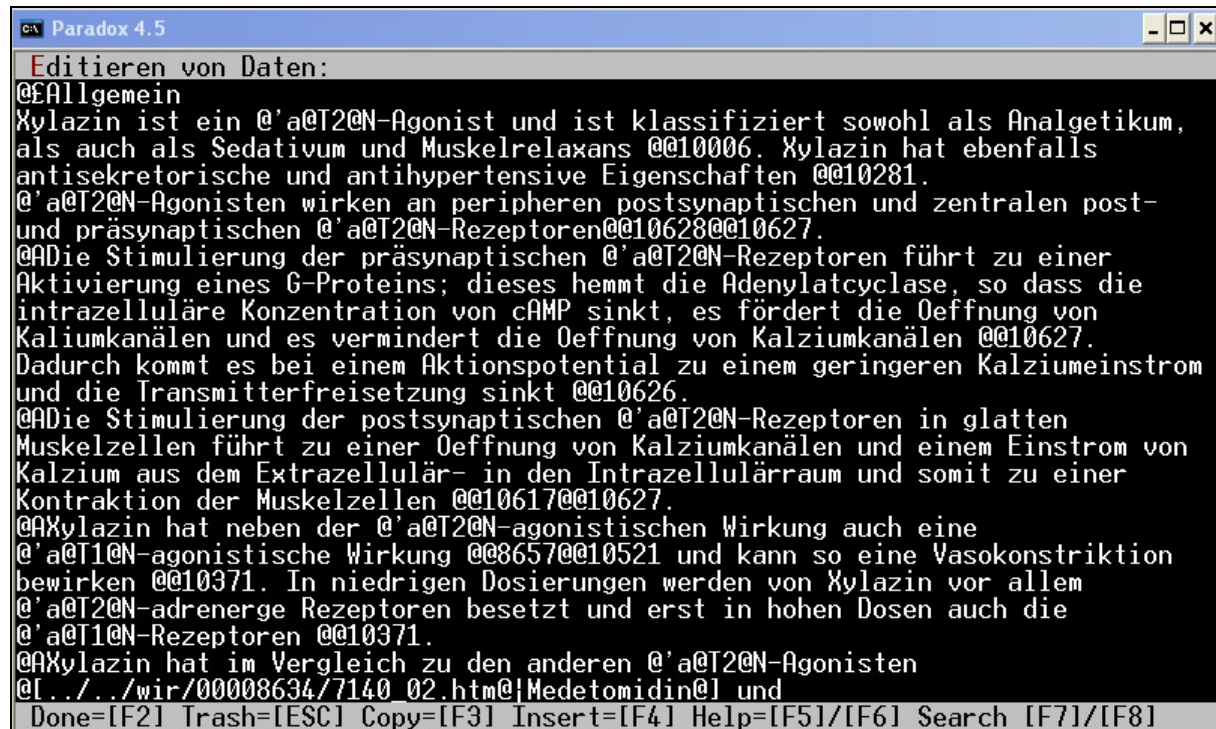 Paradox 4.5
Editieren von Daten:
@£Allgemein
Xylazin ist ein @'a@T2@N-Agonist und ist klassifiziert sowohl als Analgetikum,
als auch als Sedativum und Muskelrelaxans @@10006. Xylazin hat ebenfalls
antisekretorische und antihypertensive Eigenschaften @@10281.
@'a@T2@N-Agonisten wirken an peripheren postsynaptischen und zentralen post-
und präsynaptischen @'a@T2@N-Rezeptoren@@10628@@10627.
@ADie Stimulierung der präsynaptischen @'a@T2@N-Rezeptoren führt zu einer
Aktivierung eines G-Proteins; dieses hemmt die Adenylatcyclase, so dass die
intrazelluläre Konzentration von cAMP sinkt, es fördert die Oeffnung von
Kaliumkanälen und es vermindert die Oeffnung von Kalziumkanälen @@10627.
Dadurch kommt es bei einem Aktionspotential zu einem geringeren Kalziumeinstrom
und die Transmitterfreisetzung sinkt @@10626.
@ADie Stimulierung der postsynaptischen @'a@T2@N-Rezeptoren in glatten
Muskelzellen führt zu einer Oeffnung von Kalziumkanälen und einem Einstrom von
Kalzium aus dem Extrazellulär- in den Intrazellulärraum und somit zu einer
Kontraktion der Muskelzellen @@10617@@10627.
@AXylazin hat neben der @'a@T2@N-agonistischen Wirkung auch eine
@'a@T1@N-agonistische Wirkung @@8657@@10521 und kann so eine Vasokonstriktion
bewirken @@10371. In niedrigen Dosierungen werden von Xylazin vor allem
@'a@T2@N-adrenerge Rezeptoren besetzt und erst in hohen Dosen auch die
@'a@T1@N-Rezeptoren @@10371.
@AXylazin hat im Vergleich zu den anderen @'a@T2@N-Agonisten
@[../../wir/00008634/7140_02.htm@|Medetomidin@] und
Done=[F2] Trash=[ESC] Copy=[F3] Insert=[F4] Help=[F5]/[F6] Search [F7]/[F8]